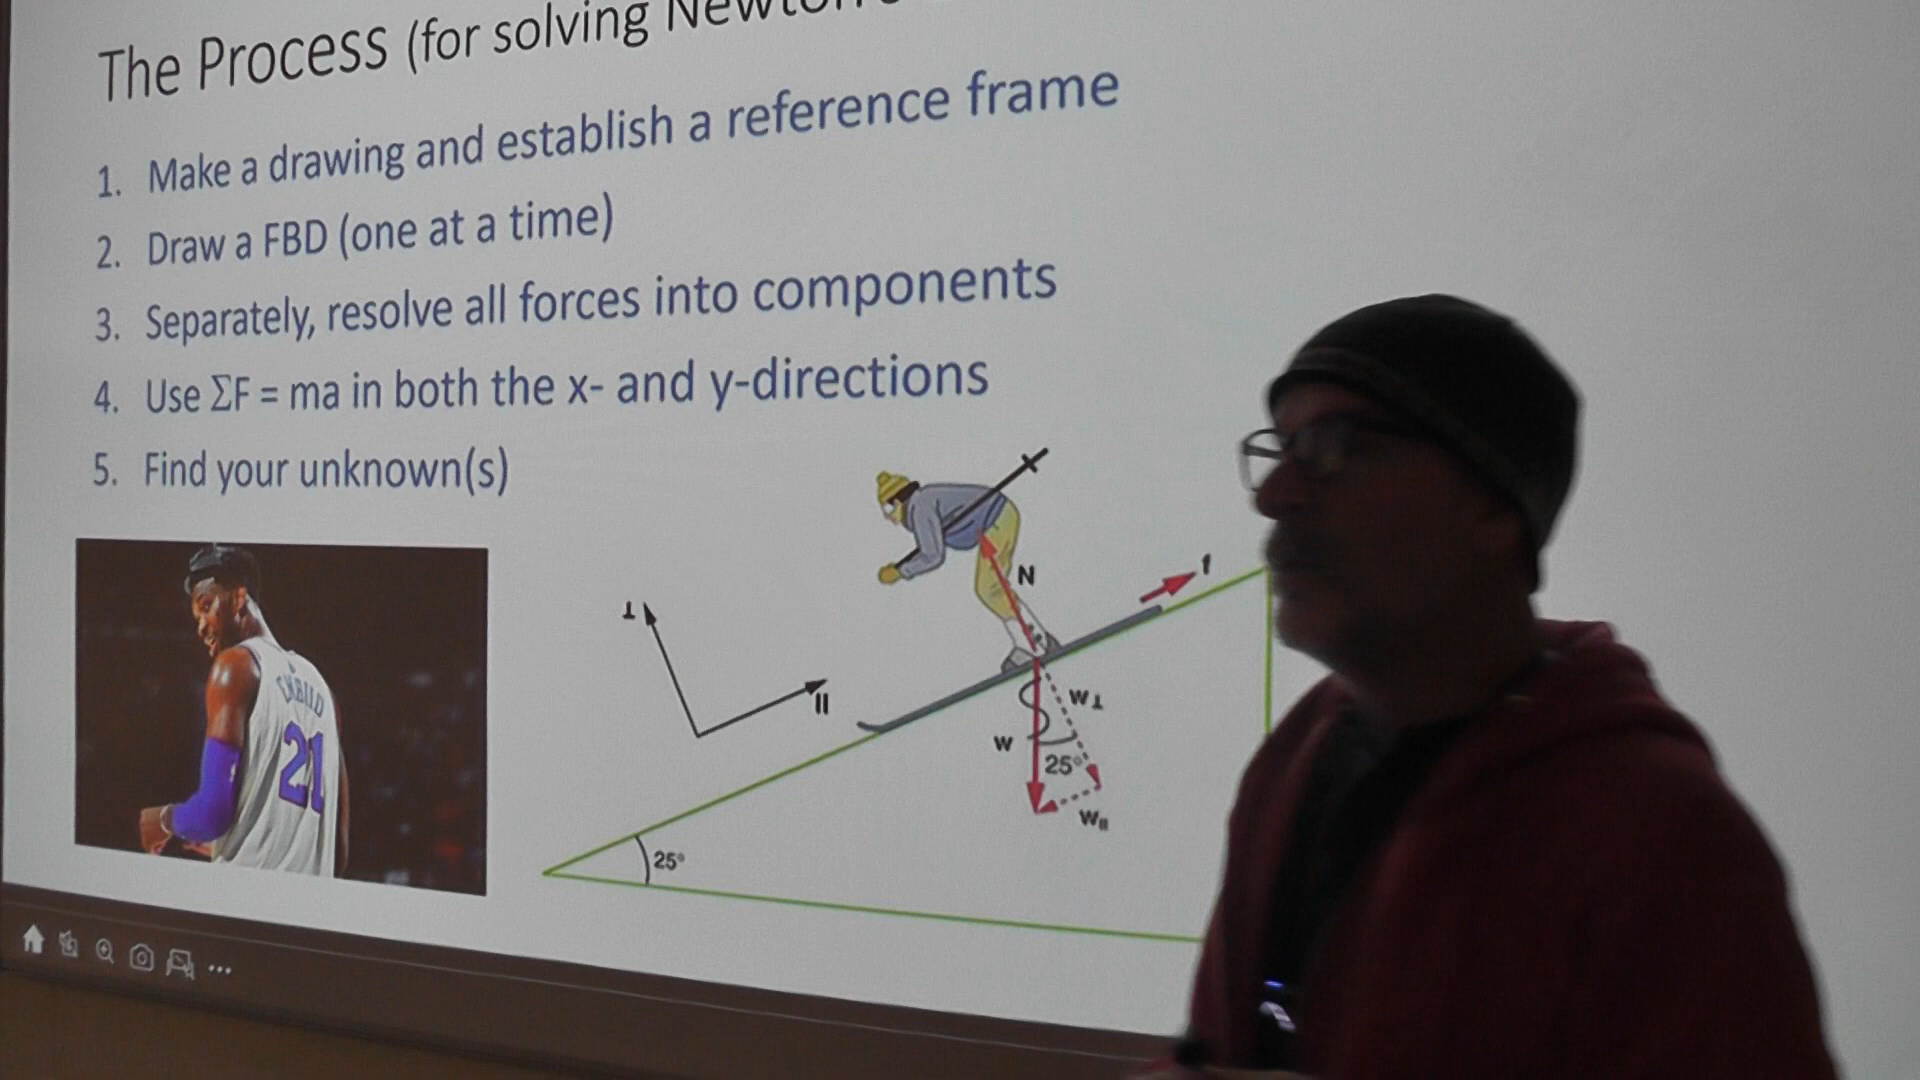 The Process (for solving Newton's
1. Make a drawing and establish a reference frame
2. Draw a FBD (one at a time)
3. Separately, resolve all forces into components
4. Use ΣF = ma in both the x- and y-directions
5. Find your unknown(s)
N
f
⊥
||
W⊥
W
25°
W||
25°
EMBIID
21